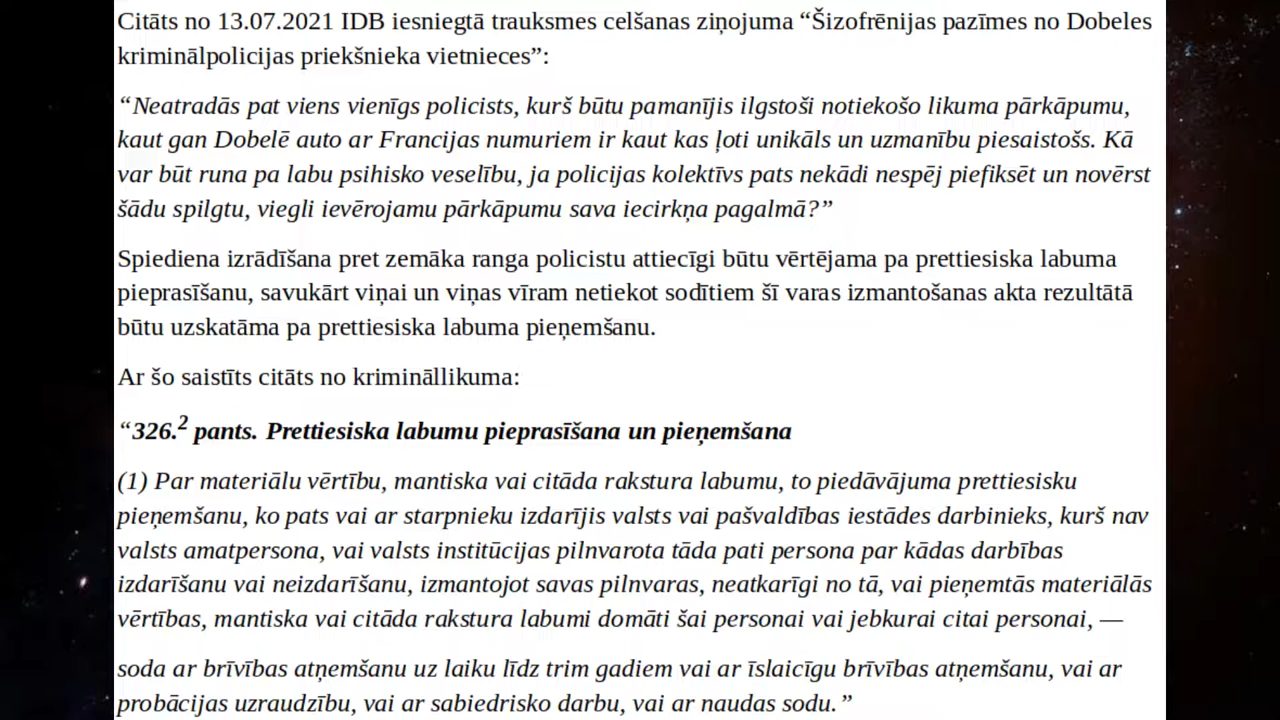 Citāts no 13.07.2021 IDB iesniegtā trauksmes celšanas ziņojuma “Šizofrēnijas pazīmes no Dobeles
kriminālpolicijas priekšnieka vietnieces”:
“Neatradās pat viens vienīgs policists, kurš būtu pamanījis ilgstoši notiekošo likuma pārkāpumu,
kaut gan Dobelē auto ar Francijas numuriem ir kaut kas ļoti unikāls un uzmanību piesaistošs. Kā
var būt runa pa labu psihisko veselību, ja policijas kolektīvs pats nekādi nespēj piefiksēt un novērst
šādu spilgtu, viegli ievērojamu pārkāpumu sava iecirkņa pagalmā?”
Spiediena izrādīšana pret zemāka ranga policistu attiecīgi būtu vērtējama pa prettiesiska labuma
pieprasīšanu, savukārt viņai un viņas vīram netiekot sodītiem šī varas izmantošanas akta rezultātā
būtu uzskatāma pa prettiesiska labuma pieņemšanu.
Ar šo saistīts citāts no krimināllikuma:
“326.² pants. Prettiesiska labumu pieprasīšana un pieņemšana
(1) Par materiālu vērtību, mantiska vai citāda rakstura labumu, to piedāvājuma prettiesisku
pieņemšanu, ko pats vai ar starpnieku izdarījis valsts vai pašvaldības iestādes darbinieks, kurš nav
valsts amatpersona, vai valsts institūcijas pilnvarota tāda pati persona par kādas darbības
izdarīšanu vai neizdarīšanu, izmantojot savas pilnvaras, neatkarīgi no tā, vai pieņemtās materiālās
vērtības, mantiska vai citāda rakstura labumi domāti šai personai vai jebkurai citai personai, —
soda ar brīvības atņemšanu uz laiku līdz trim gadiem vai ar īslaicīgu brīvības atņemšanu, vai ar
probācijas uzraudzību, vai ar sabiedrisko darbu, vai ar naudas sodu.”